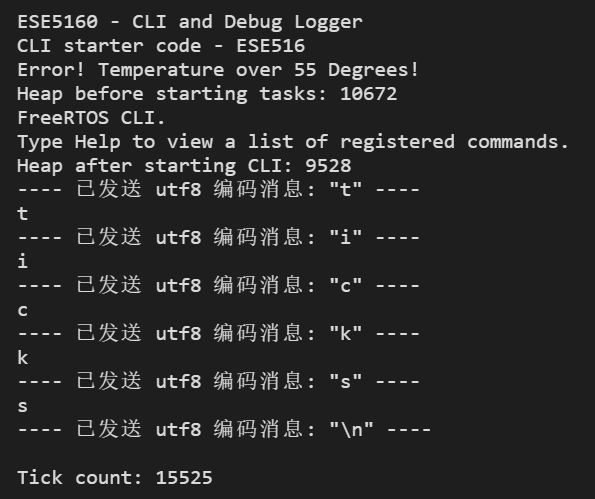 ESE5160 - CLI and Debug Logger
CLI starter code - ESE516
Error! Temperature over 55 Degrees!
Heap before starting tasks: 10672
FreeRTOS CLI.
Type Help to view a list of registered commands.
Heap after starting CLI: 9528
---- 已发送 utf8 编码消息: "t" ----
t
---- 已发送 utf8 编码消息: "i" ----
i
---- 已发送 utf8 编码消息: "c" ----
c
---- 已发送 utf8 编码消息: "k" ----
k
---- 已发送 utf8 编码消息: "s" ----
s
---- 已发送 utf8 编码消息: "\n" ----
Tick count: 15525